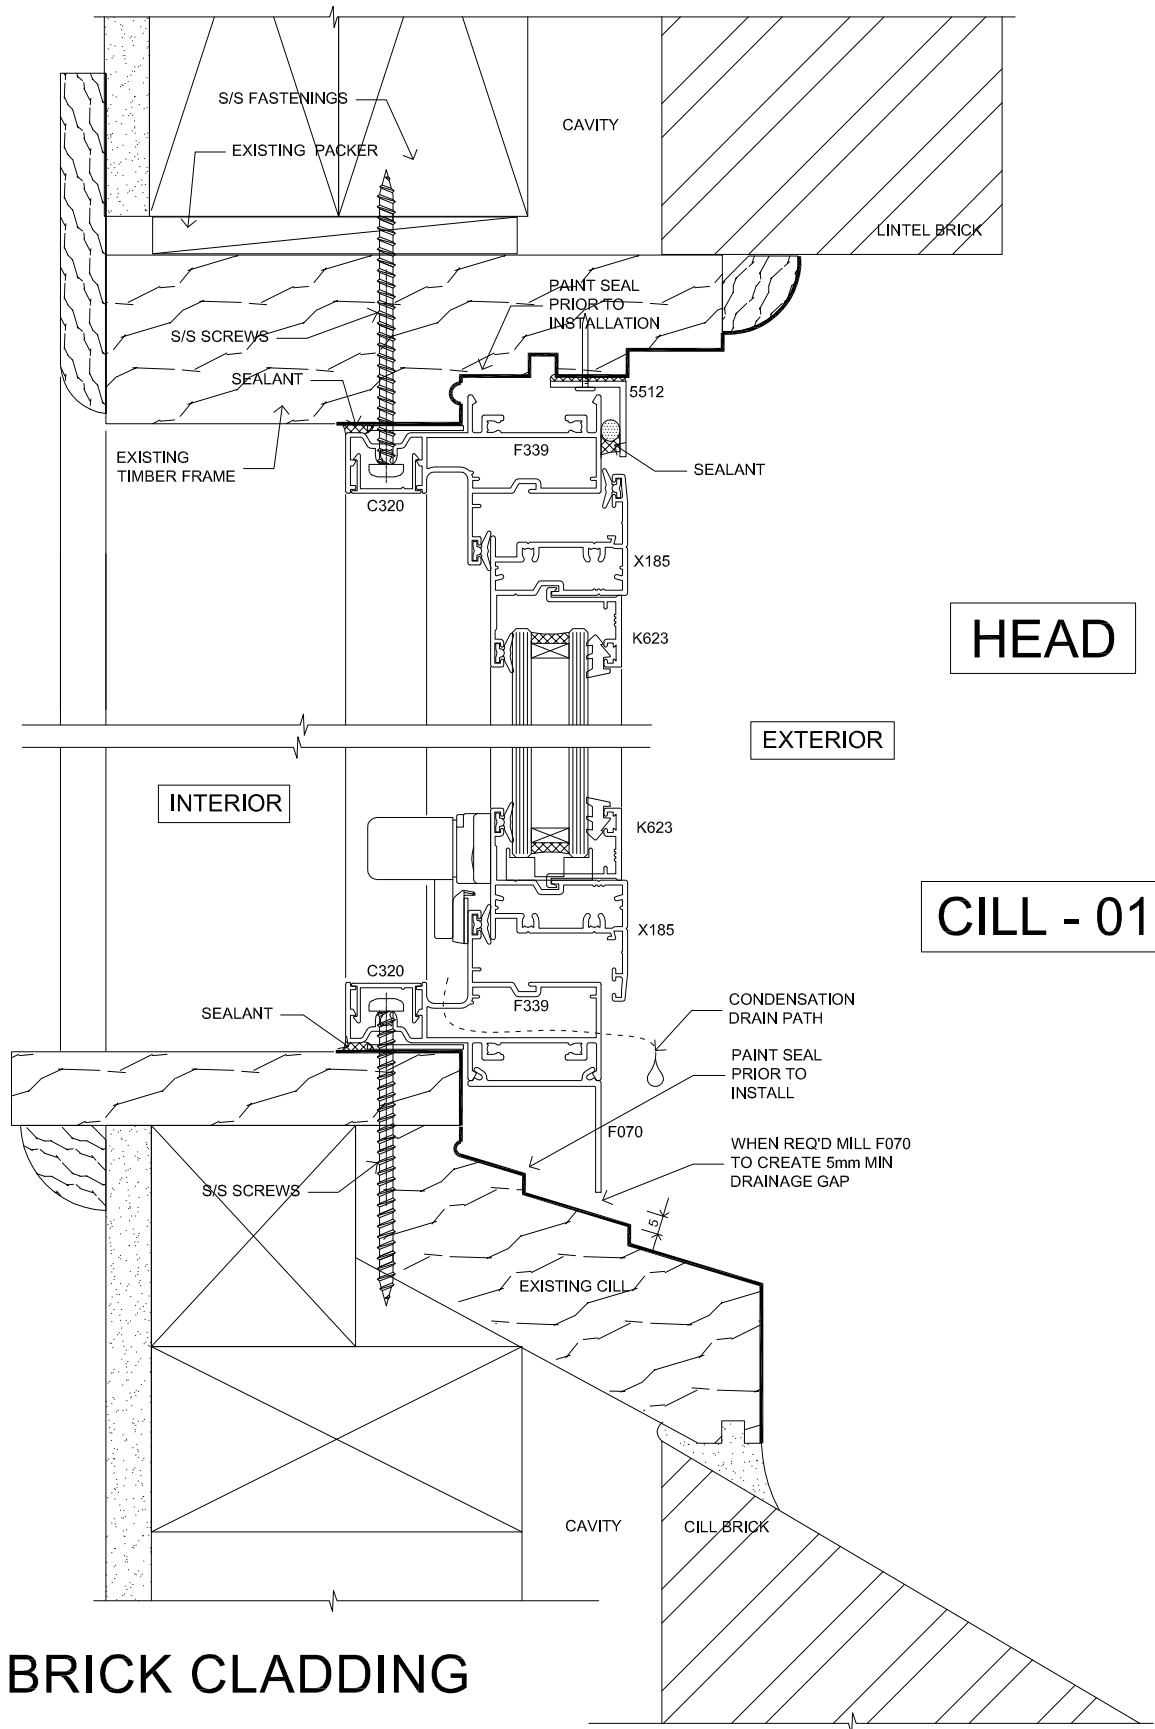 S/S FASTENINGS
CAVITY
EXISTING PACKER
LINTEL BRICK
PAINT SEAL
PRIOR TO
INSTALLATION
S/S SCREWS
SEALANT
5512
EXISTING
TIMBER FRAME
F339
SEALANT
C320
X185
HEAD
K623
EXTERIOR
INTERIOR
K623
CILL - 01
X185
C320
F339
SEALANT
CONDENSATION
DRAIN PATH
PAINT SEAL
PRIOR TO
INSTALL
F070
WHEN REQ'D MILL F070
TO CREATE 5mm MIN
DRAINAGE GAP
S/S SCREWS
5
EXISTING CILL
CAVITY
CILL BRICK
BRICK CLADDING